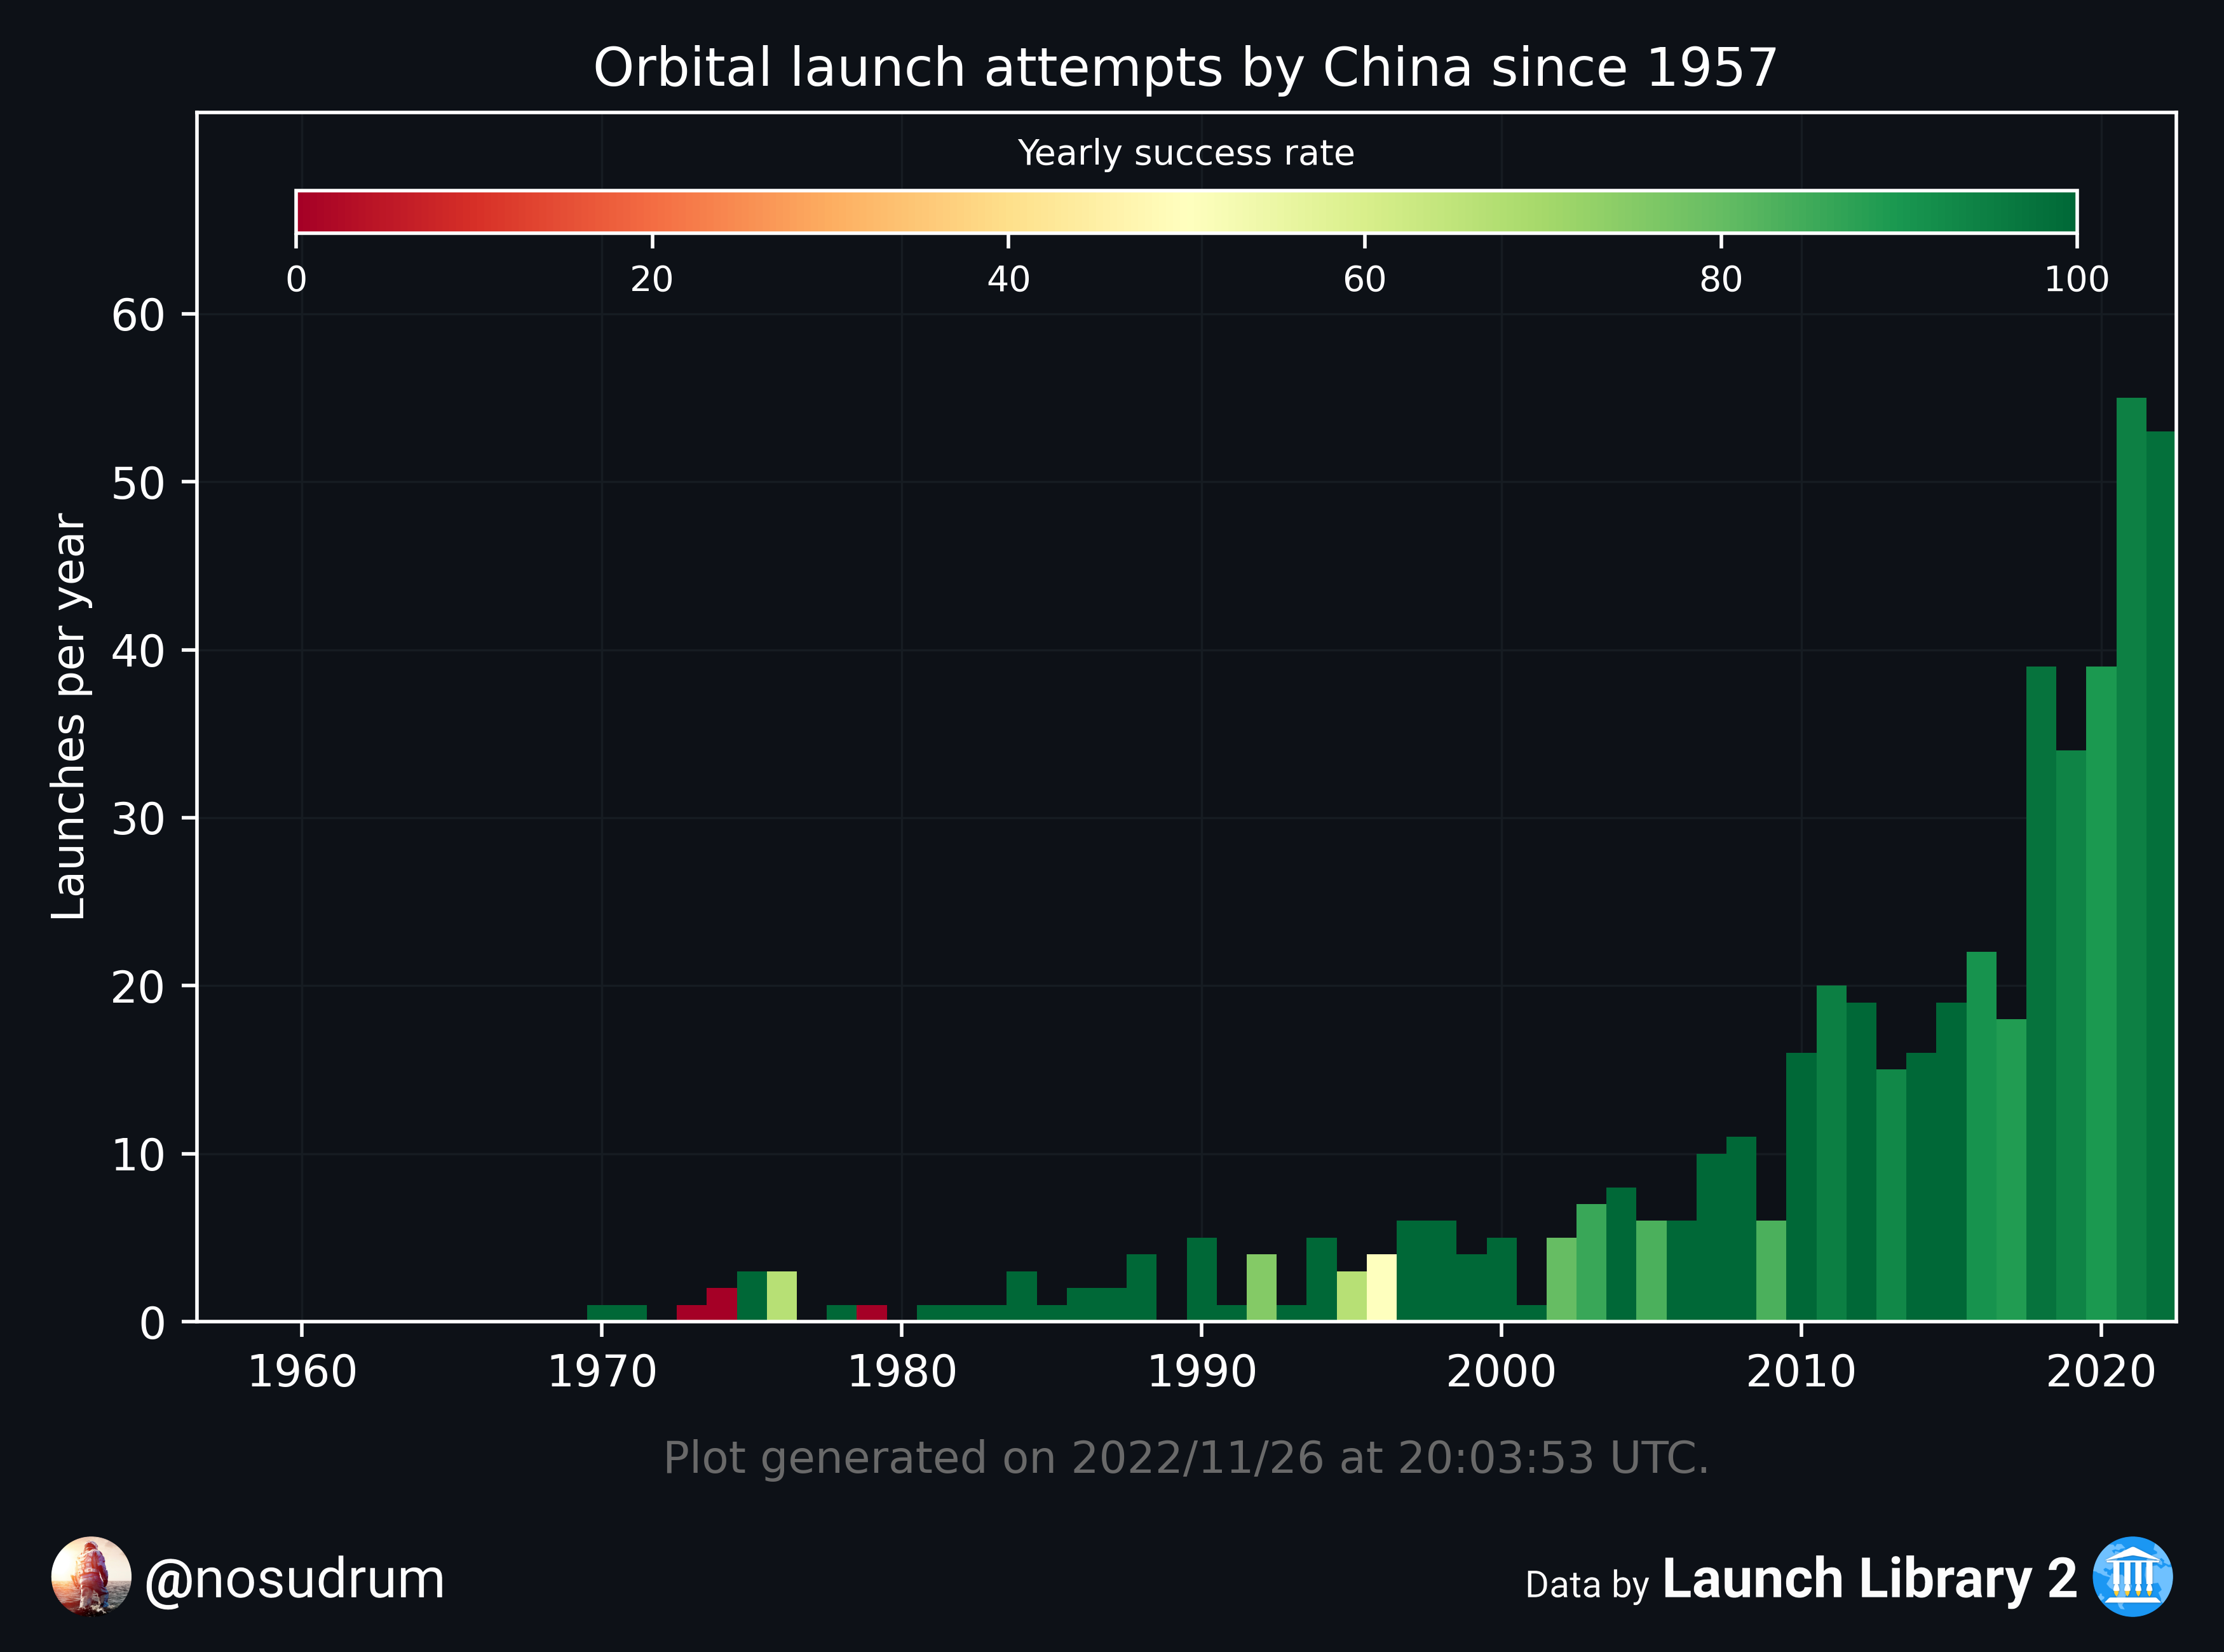 Orbital launch attempts by China since 1957
Yearly success rate
0 20 40 60 80 100
Launches per year
60
50
40
30
20
10
0
1960 1970 1980 1990 2000 2010 2020
Plot generated on 2022/11/26 at 20:03:53 UTC.
@nosudrum
Data by Launch Library 2